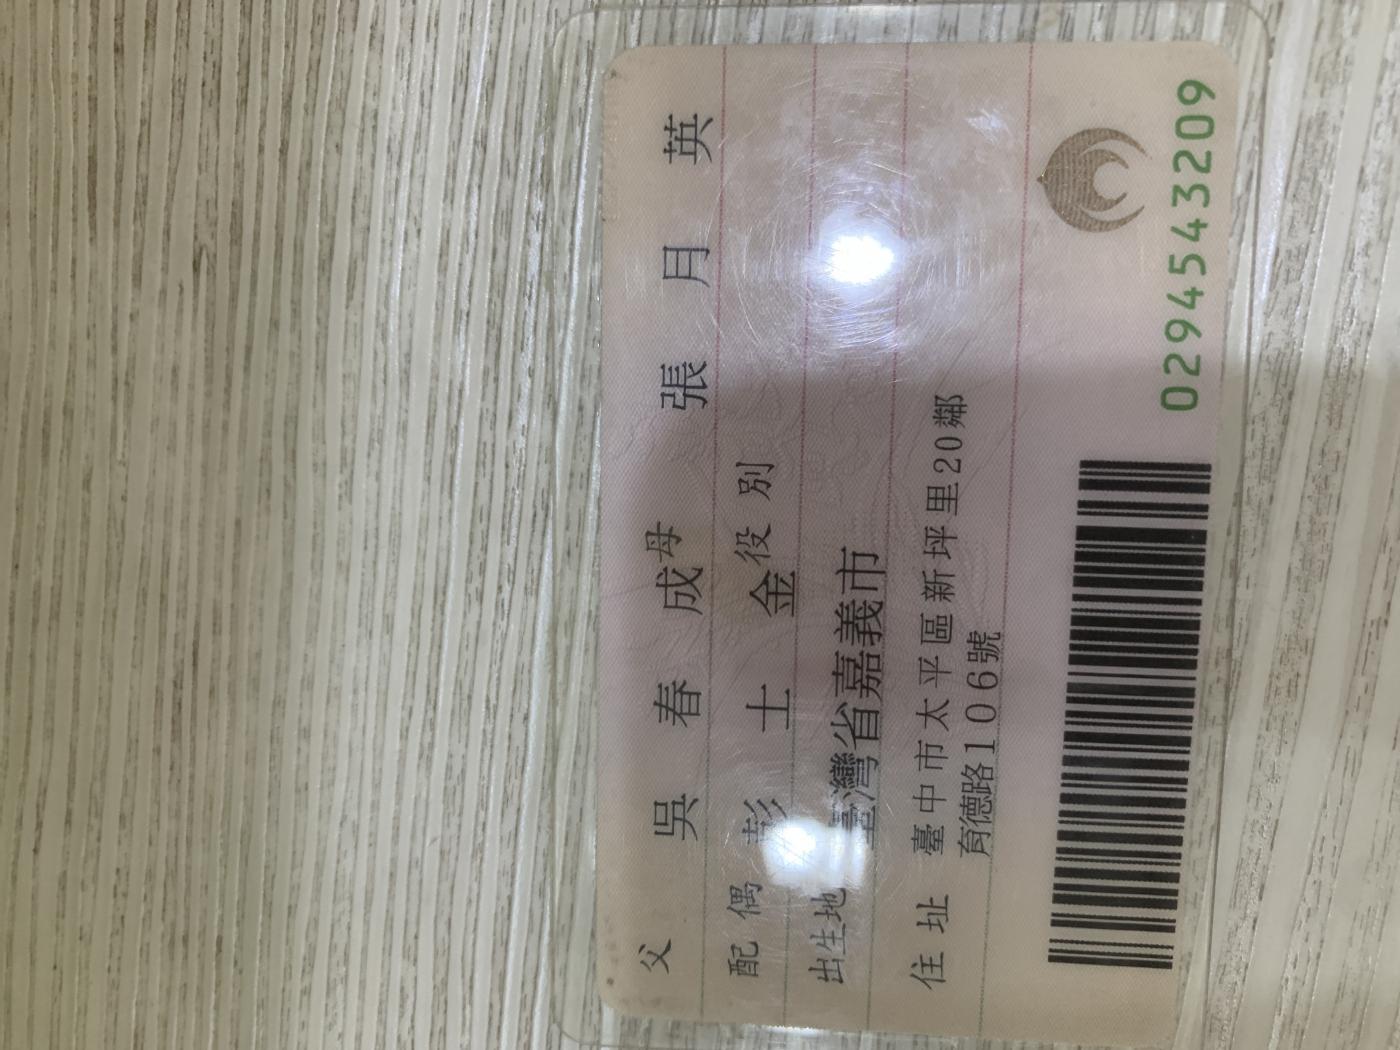 父 吳春成 母 張月英
配偶 彭士金 役別
出生地 臺灣省嘉義市
住址 臺中市太平區新坪里20鄰
育德路106號
0294543209